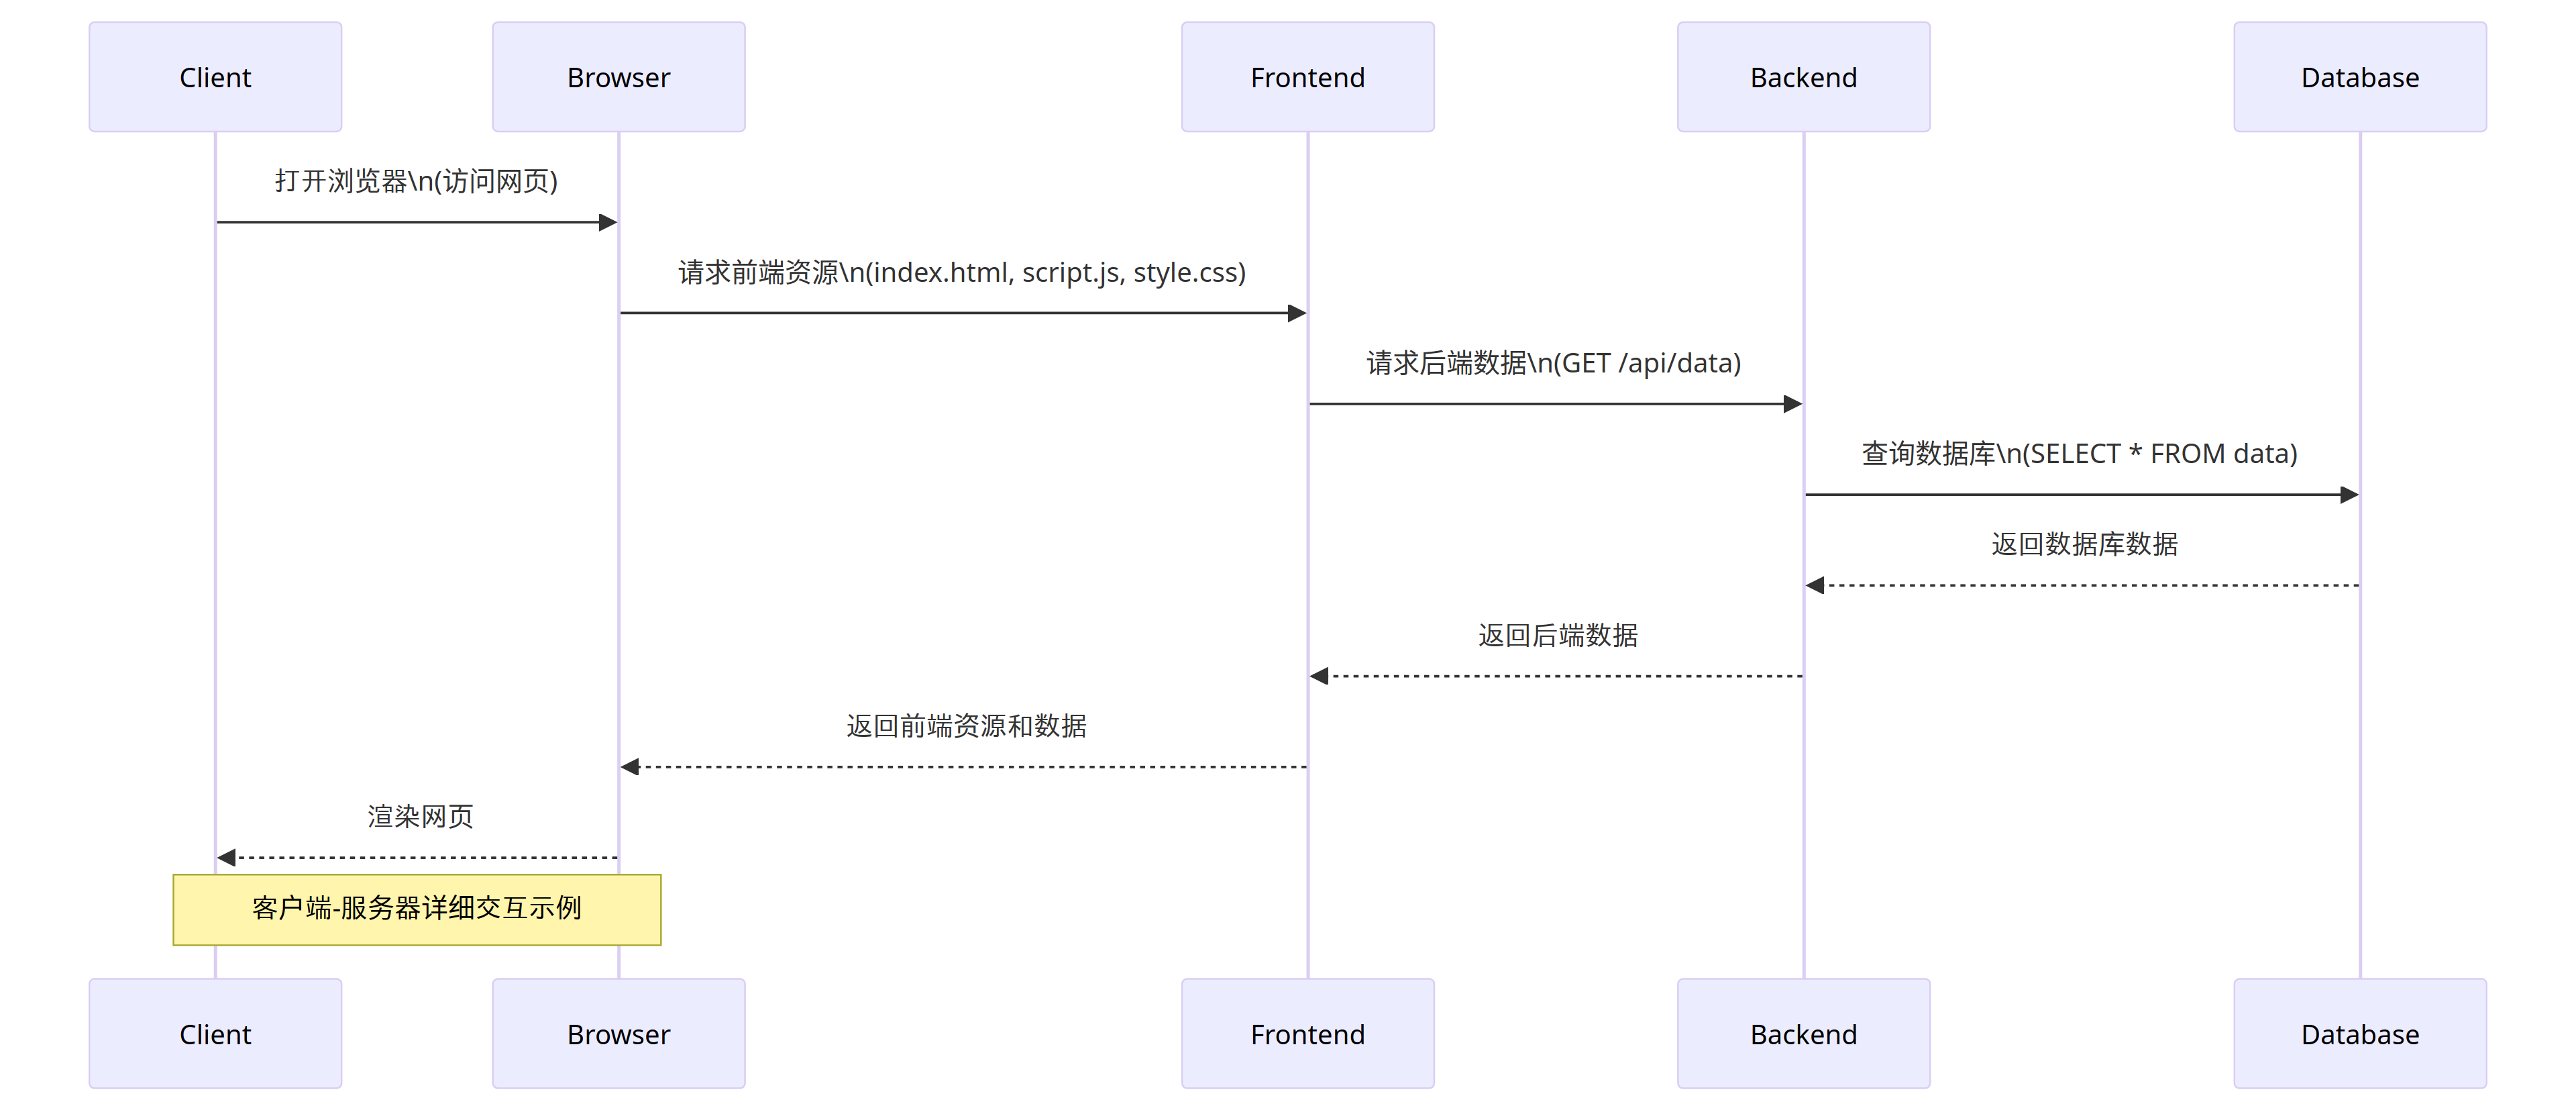 Client
Browser
Frontend
Backend
Database
打开浏览器\n(访问网页)
请求前端资源\n(index.html, script.js, style.css)
请求后端数据\n(GET /api/data)
查询数据库\n(SELECT * FROM data)
返回数据库数据
返回后端数据
返回前端资源和数据
渲染网页
客户端-服务器详细交互示例
Client
Browser
Frontend
Backend
Database